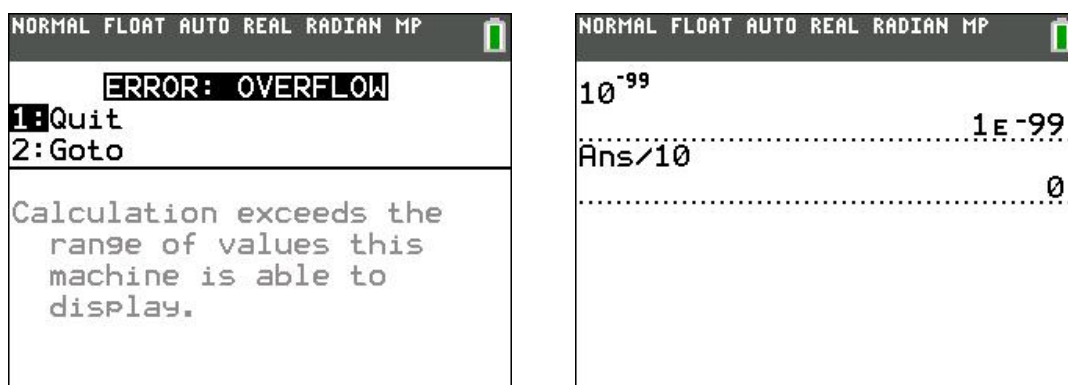 NORMAL FLOAT AUTO REAL RADIAN MP
ERROR: OVERFLOW
1:Quit
2:Goto
Calculation exceeds the
range of values this
machine is able to
display.
NORMAL FLOAT AUTO REAL RADIAN MP
10⁻⁹⁹
1ᴇ⁻99
Ans/10
0